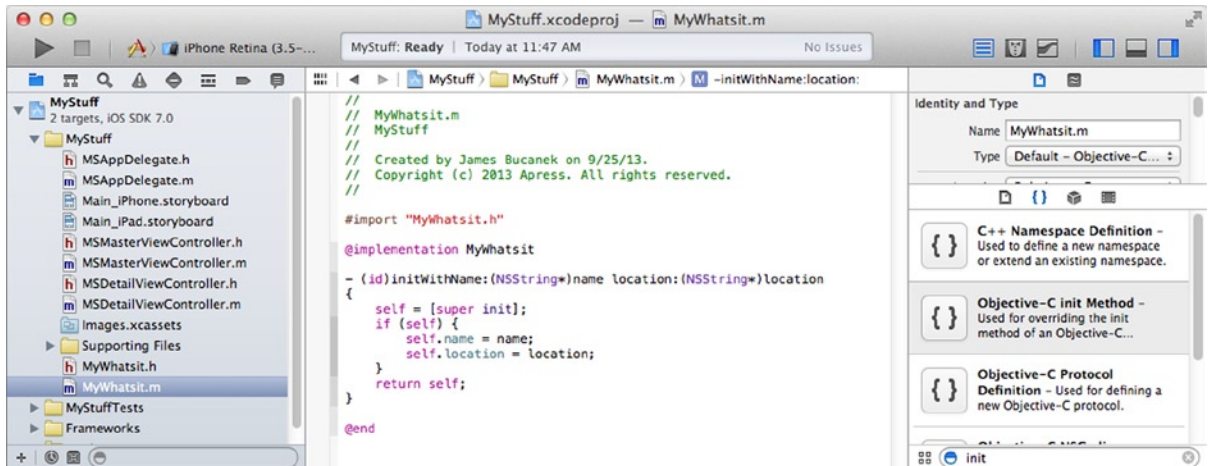 MyStuff.xcodeproj — MyWhatsit.m
iPhone Retina (3.5-...
MyStuff: Ready | Today at 11:47 AM
No Issues
MyStuff
2 targets, iOS SDK 7.0
MyStuff
MSAppDelegate.h
MSAppDelegate.m
Main_iPhone.storyboard
Main_iPad.storyboard
MSMasterViewController.h
MSMasterViewController.m
MSDetailViewController.h
MSDetailViewController.m
Images.xcassets
Supporting Files
MyWhatsit.h
MyWhatsit.m
MyStuffTests
Frameworks
MyStuff 〉 MyStuff 〉 MyWhatsit.m 〉 M -initWithName:location:
//
// MyWhatsit.m
// MyStuff
//
// Created by James Bucanek on 9/25/13.
// Copyright (c) 2013 Apress. All rights reserved.
//
#import "MyWhatsit.h"
@implementation MyWhatsit
- (id)initWithName:(NSString*)name location:(NSString*)location
{
self = [super init];
if (self) {
self.name = name;
self.location = location;
}
return self;
}
@end
Identity and Type
Name MyWhatsit.m
Type Default - Objective-C...
{ } C++ Namespace Definition -
Used to define a new namespace
or extend an existing namespace.
{ } Objective-C init Method -
Used for overriding the init
method of an Objective-C...
{ } Objective-C Protocol
Definition - Used for defining a
new Objective-C protocol.
init